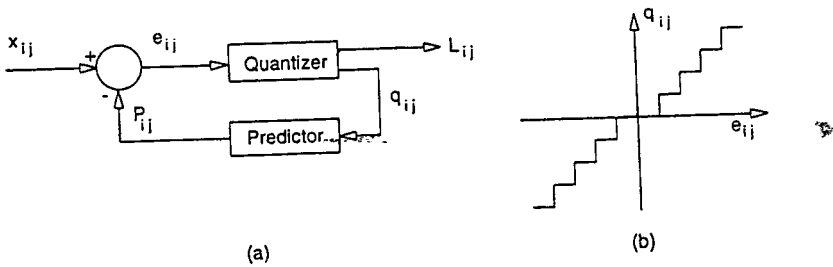 x_ij
+
e_ij
Quantizer
L_ij
-
P_ij
q_ij
Predictor
(a)
q_ij
e_ij
(b)